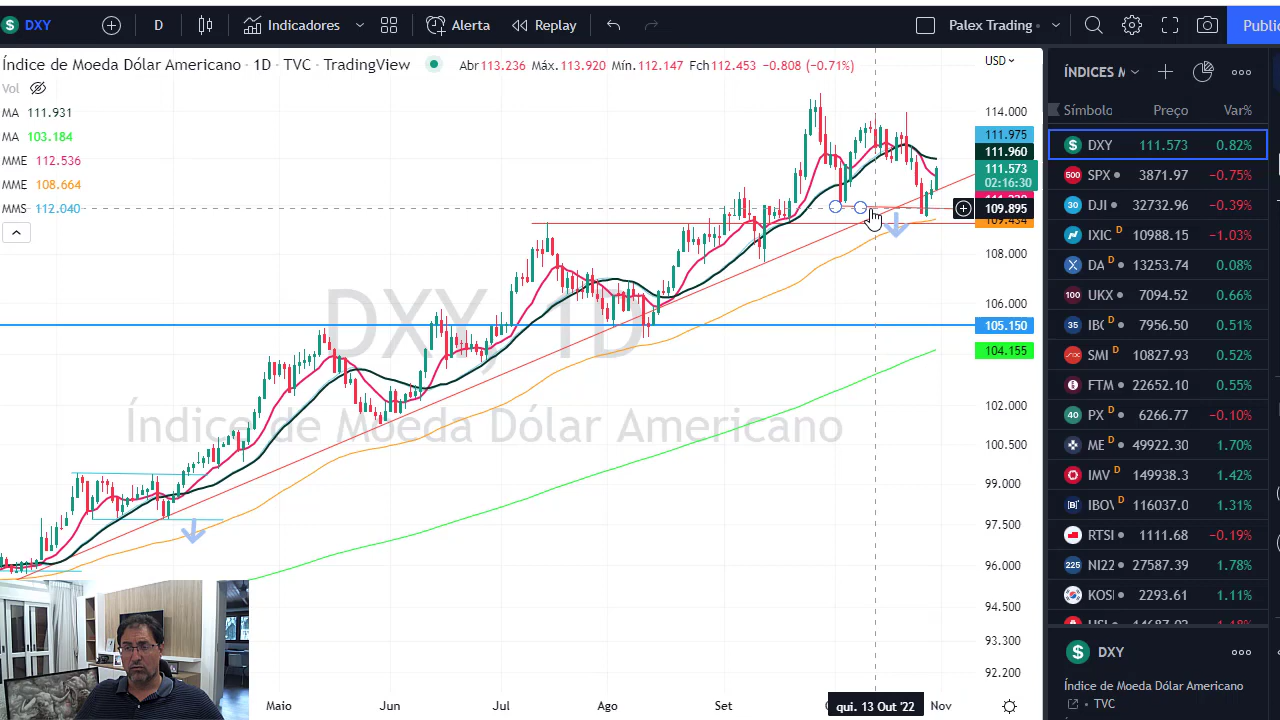 DXY
D
Indicadores
Alerta
Replay
Palex Trading
Publi
Índice de Moeda Dólar Americano · 1D · TVC · TradingView
Abr113.236 Máx.113.920 Mín.112.147 Fch112.453 −0.808 (−0.71%)
USD
Vol
MA 111.931
MA 103.184
MME 112.536
MME 108.664
MMS 112.040
114.000
111.975
111.960
111.573
02:16:30
109.895
108.000
106.000
105.150
104.155
102.000
100.500
99.000
97.500
96.000
94.500
93.300
92.200
DXY, 1D
Índice de Moeda Dólar Americano
Maio
Jun
Jul
Ago
Set
qui. 13 Out '22
Nov
ÍNDICES M
Símbolo Preço Var%
DXY 111.573 0.82%
SPX 3871.97 −0.75%
DJI 32732.96 −0.39%
IXIC D 10988.15 −1.03%
DA D 13253.74 0.08%
UKX 7094.52 0.66%
IBC D 7956.50 0.51%
SMI D 10827.93 0.52%
FTM 22652.10 0.55%
PX 6266.77 −0.10%
ME D 49922.30 1.70%
IMV D 149938.3 1.42%
IBOV D 116037.0 1.31%
RTSI 1111.68 −0.19%
NI22 27587.39 1.78%
KOSI 2293.61 1.11%
DXY
Índice de Moeda Dólar Americano
TVC